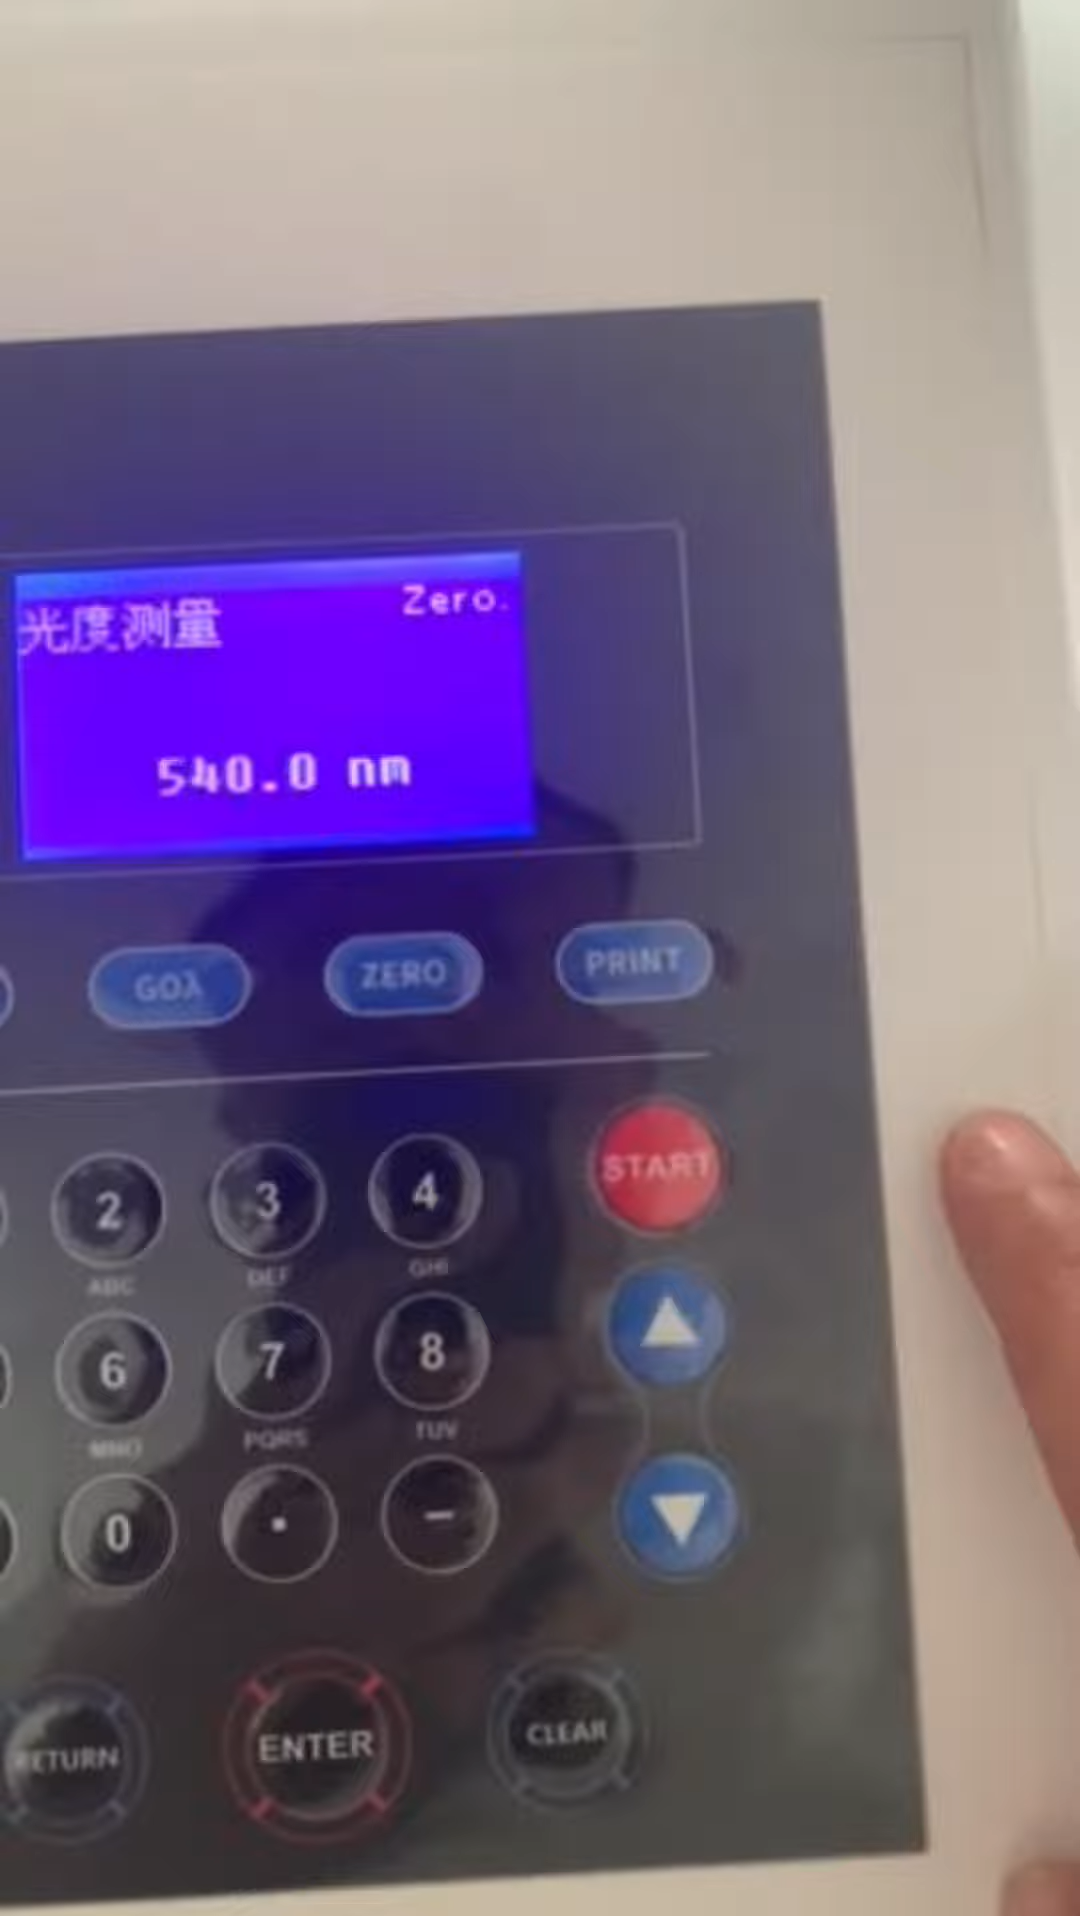 光度测量 Zero.
540.0 nm
GOλ ZERO PRINT
START
2 3 4
ABC DEF GHI
6 7 8
MNO PQRS TUV
0 . -
RETURN ENTER CLEAR